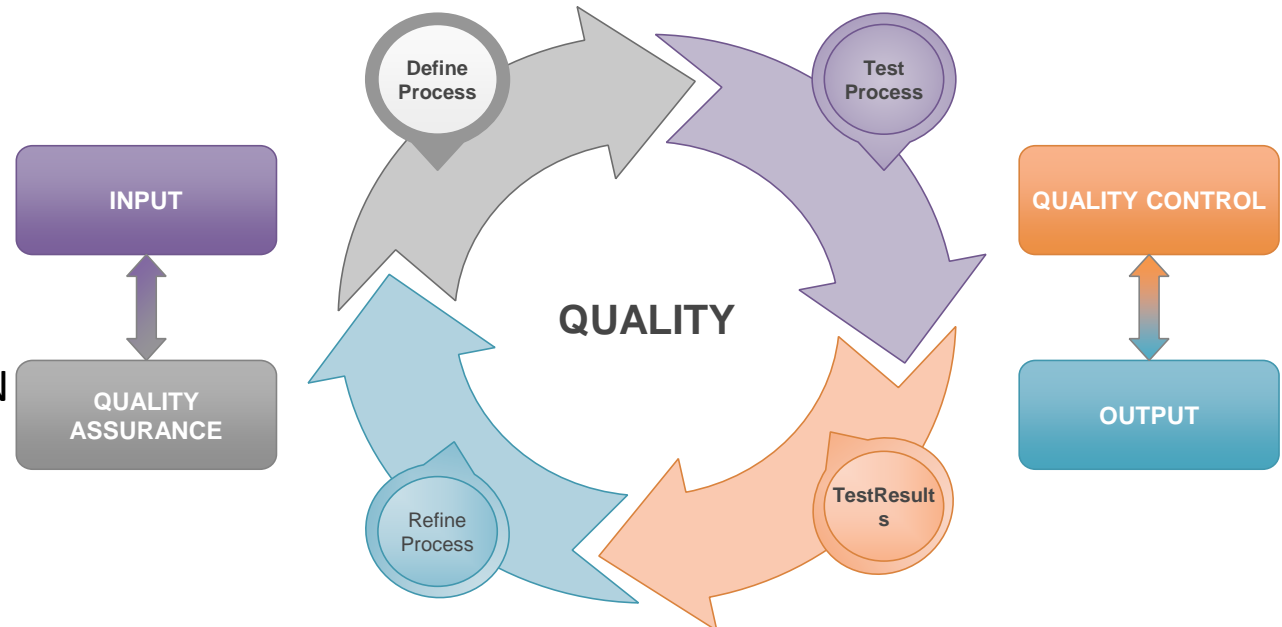 Define
Process
Test
Process
INPUT
QUALITY CONTROL
QUALITY
N
QUALITY
ASSURANCE
OUTPUT
TestResult
s
Refine
Process